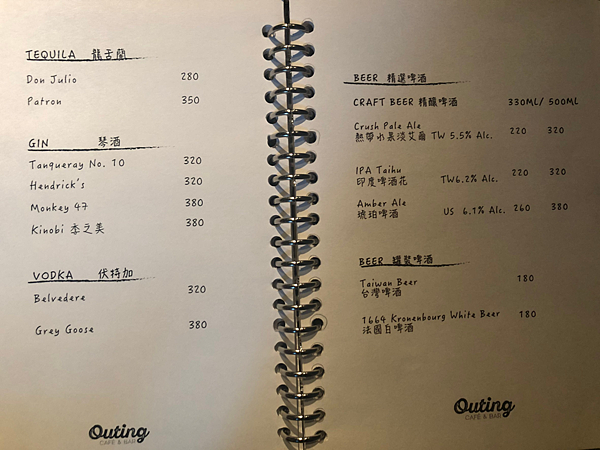 TEQUILA 龍舌蘭
Don Julio 280
Patron 350
GIN 琴酒
Tanqueray No. 10 320
Hendrick's 320
Monkey 47 380
Kinobi 季之美 380
VODKA 伏特加
Belvedere 320
Grey Goose 380
Outing
CAFE & BAR
BEER 精選啤酒
CRAFT BEER 精釀啤酒 330ML/ 500ML
Crush Pale Ale
熱帶水果淡艾爾 TW 5.5% Alc. 220 320
IPA Taihu
印度啤酒花 TW6.2% Alc. 220 320
Amber Ale
琥珀啤酒 US 6.1% Alc. 260 380
BEER 罐裝啤酒
Taiwan Beer 180
台灣啤酒
1664 Kronenbourg White Beer 180
法國白啤酒
Outing
CAFE & BAR